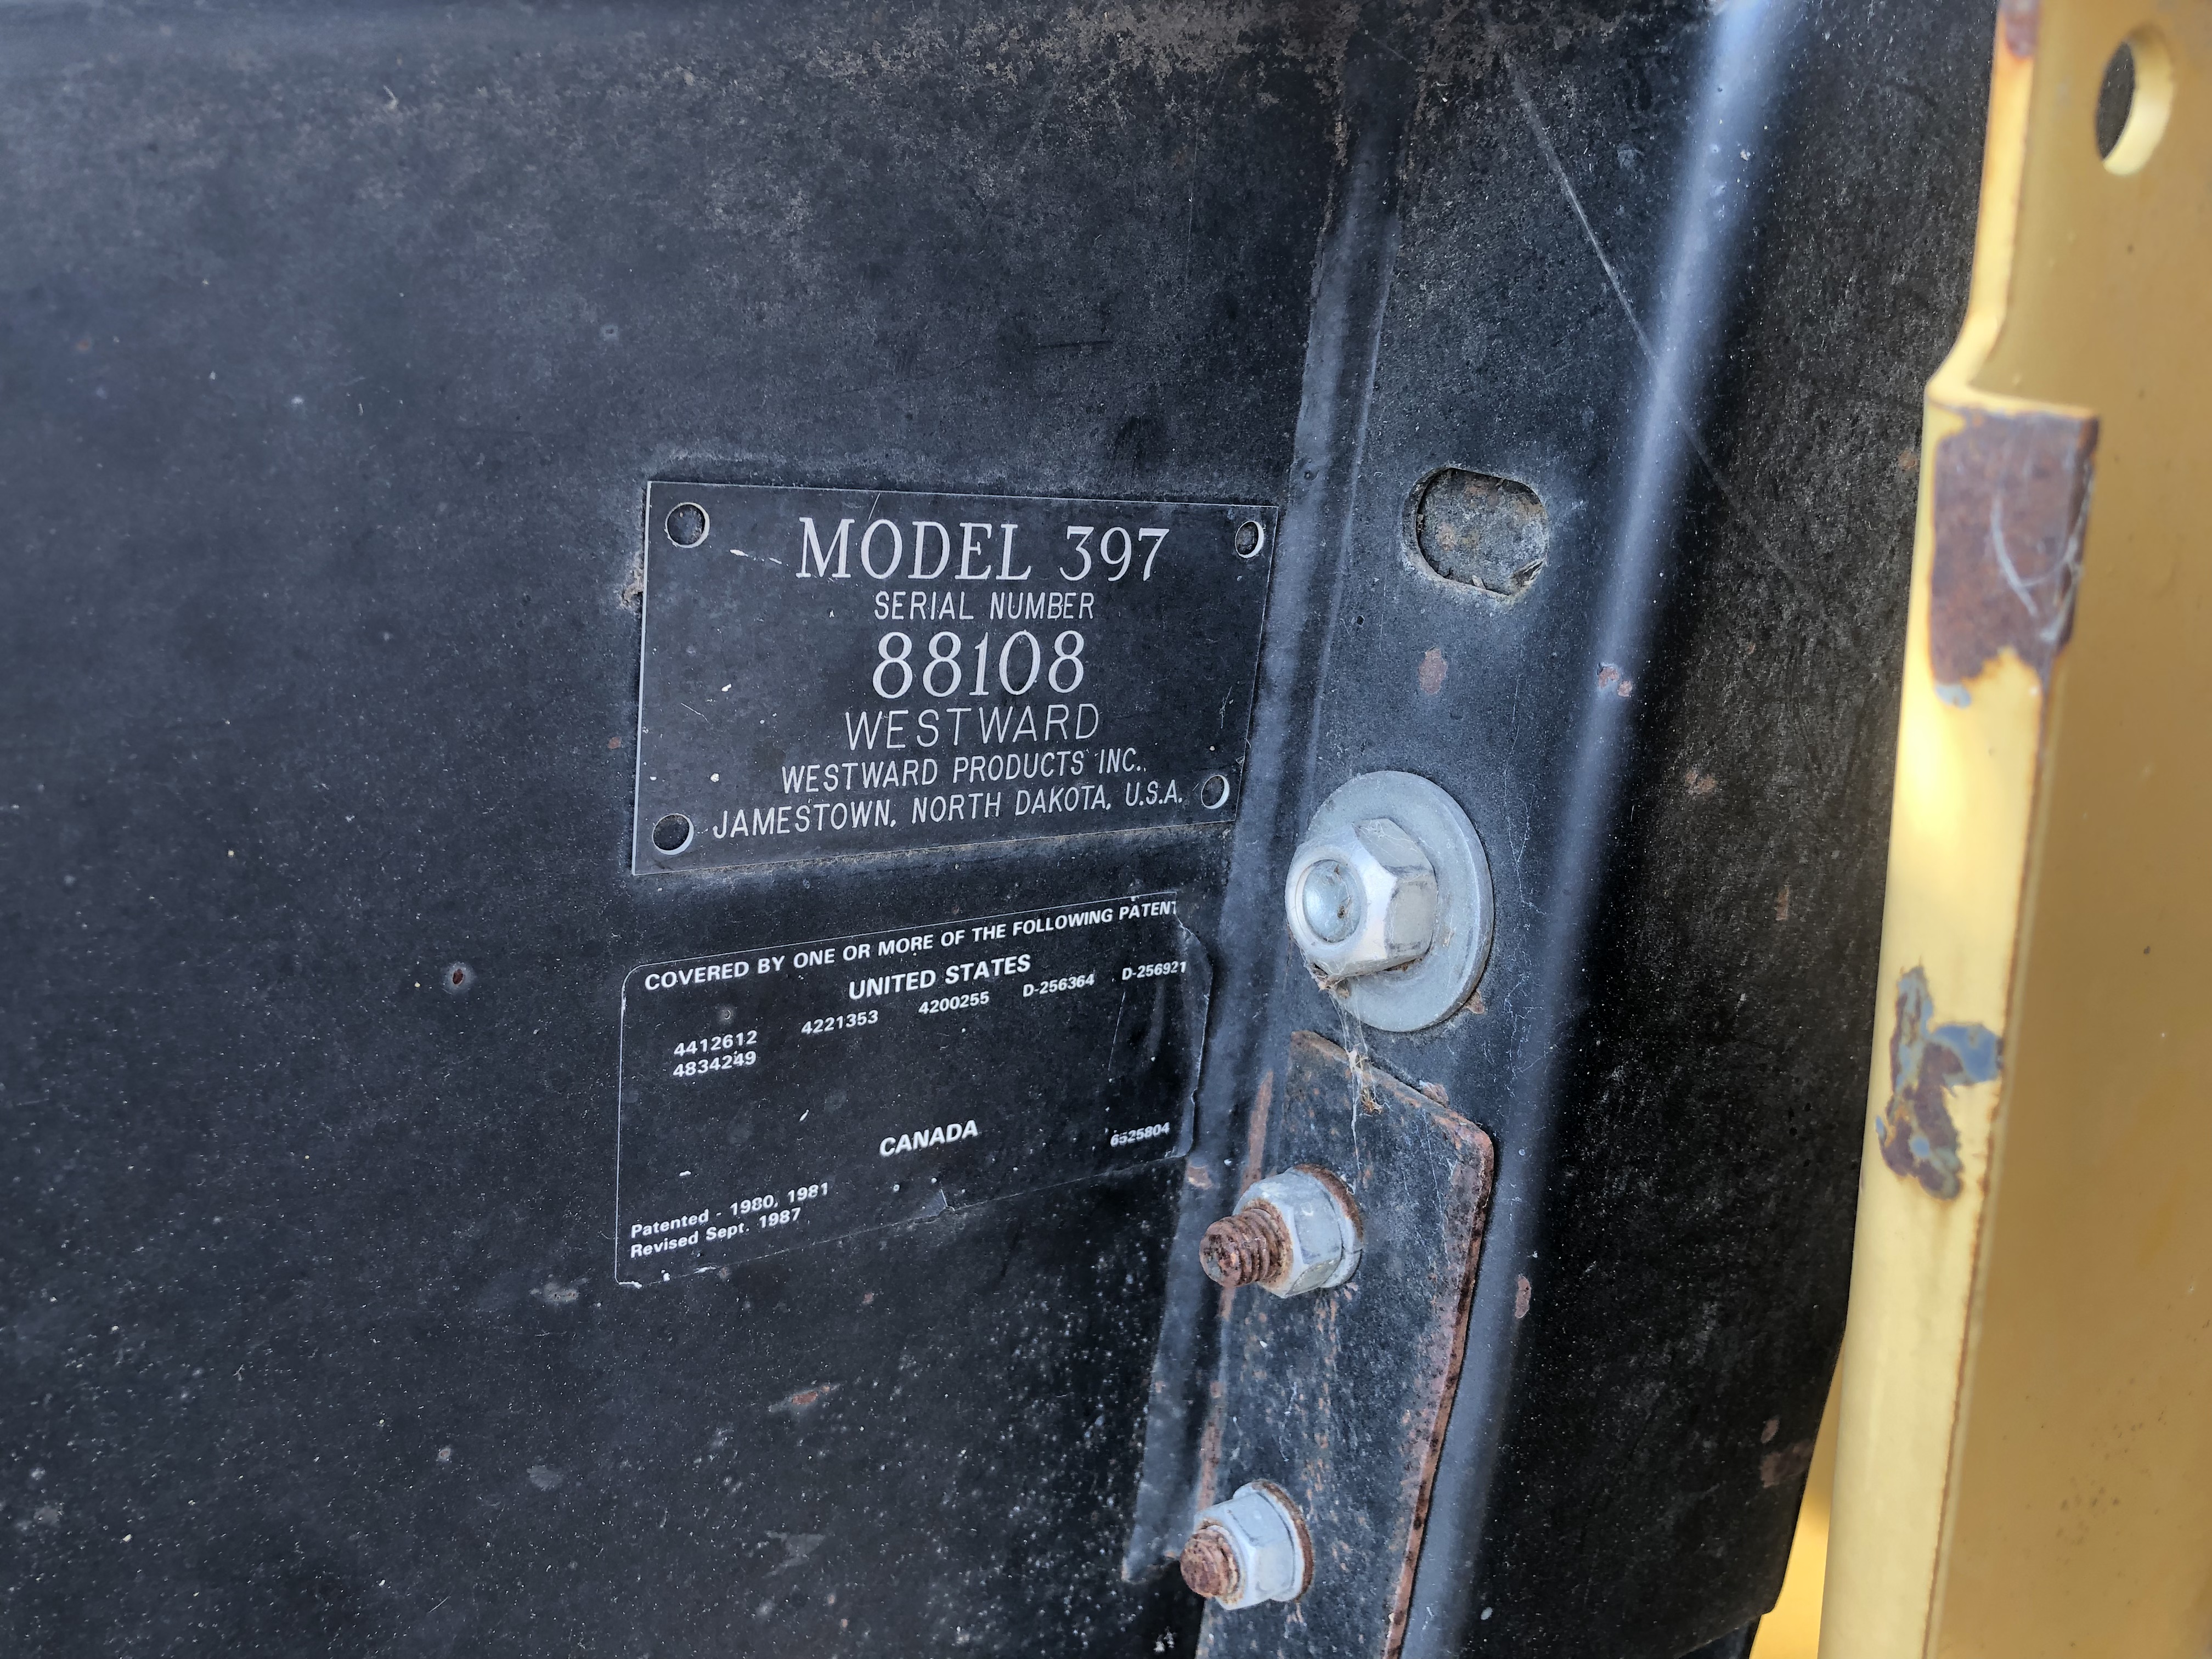 MODEL 397
SERIAL NUMBER
88108
WESTWARD
WESTWARD PRODUCTS INC.
JAMESTOWN, NORTH DAKOTA, U.S.A.
COVERED BY ONE OR MORE OF THE FOLLOWING PATENT
UNITED STATES
4412612 4221353 4200255 D-256364 D-256921
4834249
CANADA
6525804
Patented - 1980, 1981
Revised Sept. 1987